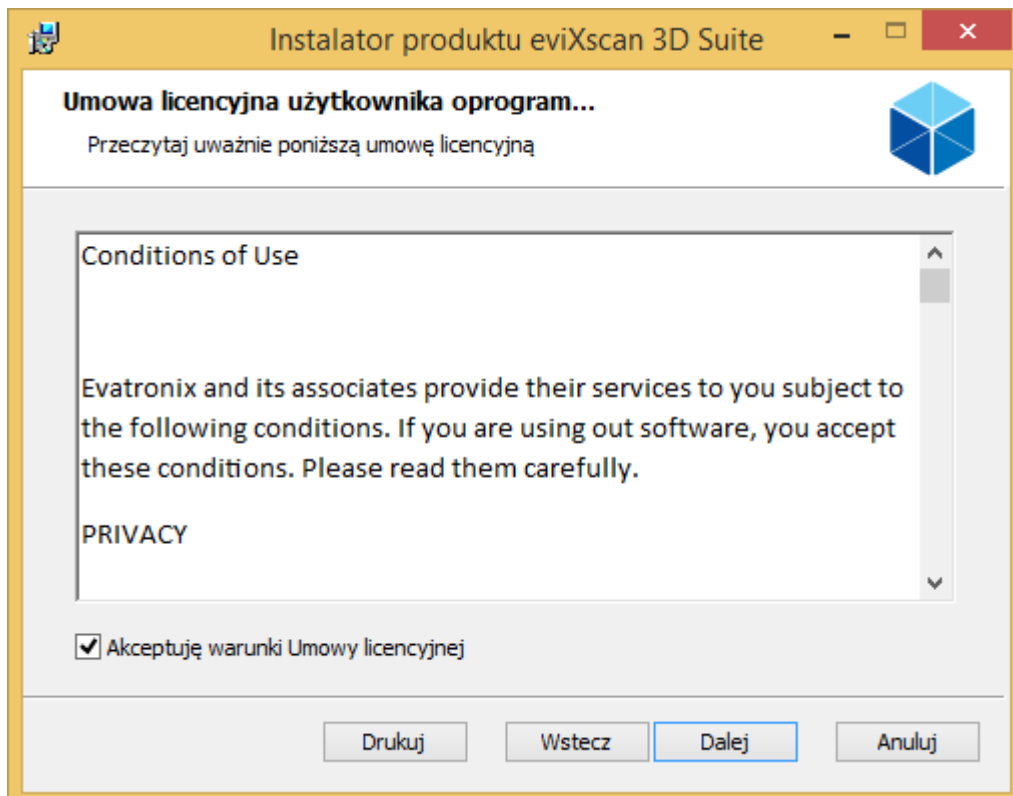 Instalator produktu eviXscan 3D Suite
Umowa licencyjna użytkownika oprogram...
Przeczytaj uważnie poniższą umowę licencyjną
Conditions of Use
Evatronix and its associates provide their services to you subject to
the following conditions. If you are using out software, you accept
these conditions. Please read them carefully.
PRIVACY
Akceptuję warunki Umowy licencyjnej
Drukuj Wstecz Dalej Anuluj